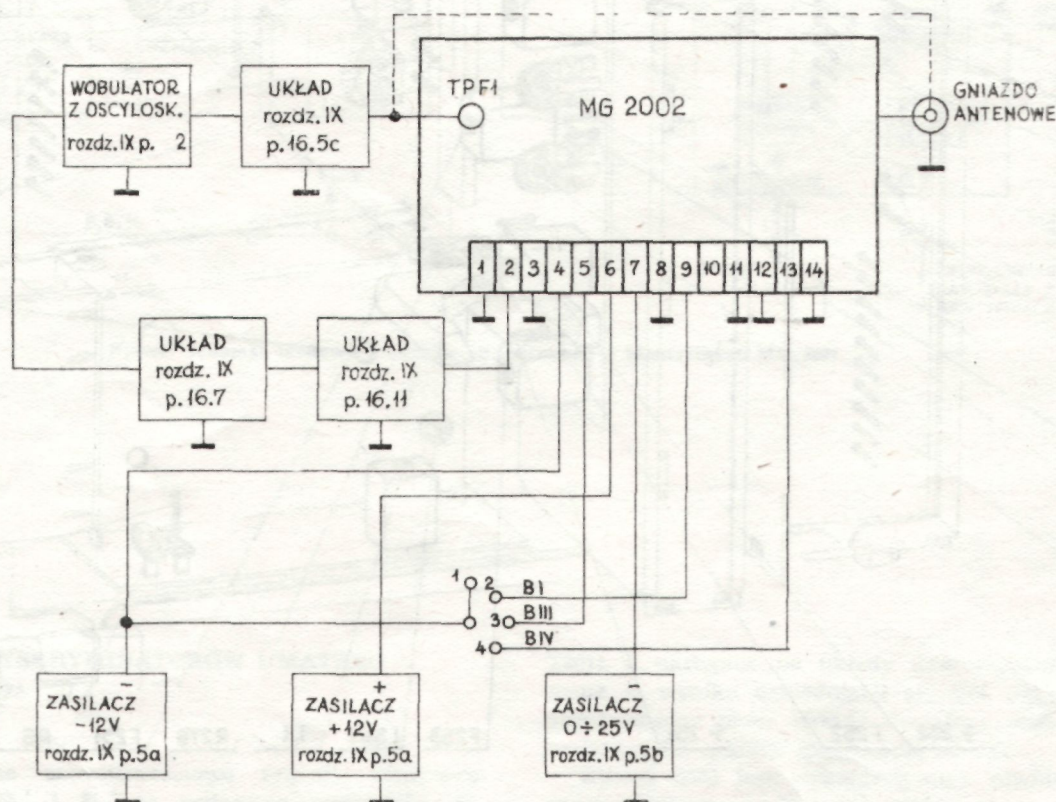 WOBULATOR
Z OSCYLOSK.
rozdz. IX p. 2
UKŁAD
rozdz. IX
p. 16.5c
TPF1
MG 2002
GNIAZDO
ANTENOWE
1 2 3 4 5 6 7 8 9 10 11 12 13 14
UKŁAD
rozdz. IX
p. 16.7
UKŁAD
rozdz. IX
p. 16.11
1
2
BI
3
BIII
4
BIV
-
ZASILACZ
-12V
rozdz. IX p. 5a
+
ZASILACZ
+12V
rozdz. IX p. 5a
-
ZASILACZ
0÷25V
rozdz. IX p. 5b